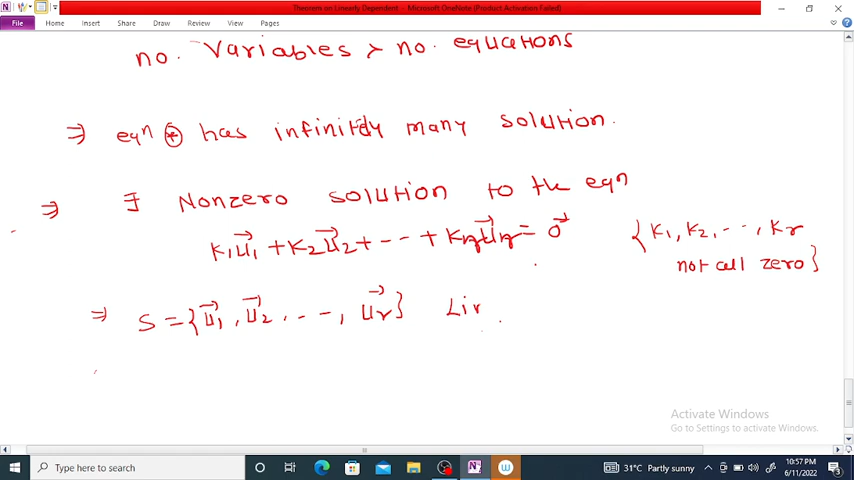 Theorem on Linearly Dependent - Microsoft OneNote (Product Activation Failed)
File Home Insert Draw Share Review View Pages
no. Variables > no. equations
⇒ eqn ⊛ has infinitely many solution.
⇒ ∃ Nonzero solution to the eqn
k₁u⃗₁ + k₂u⃗₂ + --- + kᵣu⃗ᵣ = 0⃗ {k₁, k₂, ---, kᵣ
not all zero}
⇒ S = {u⃗₁, u⃗₂, ---, u⃗ᵣ} Lin
Activate Windows
Go to Settings to activate Windows.
Type here to search 31°C Partly sunny 10:57 PM
6/11/2022